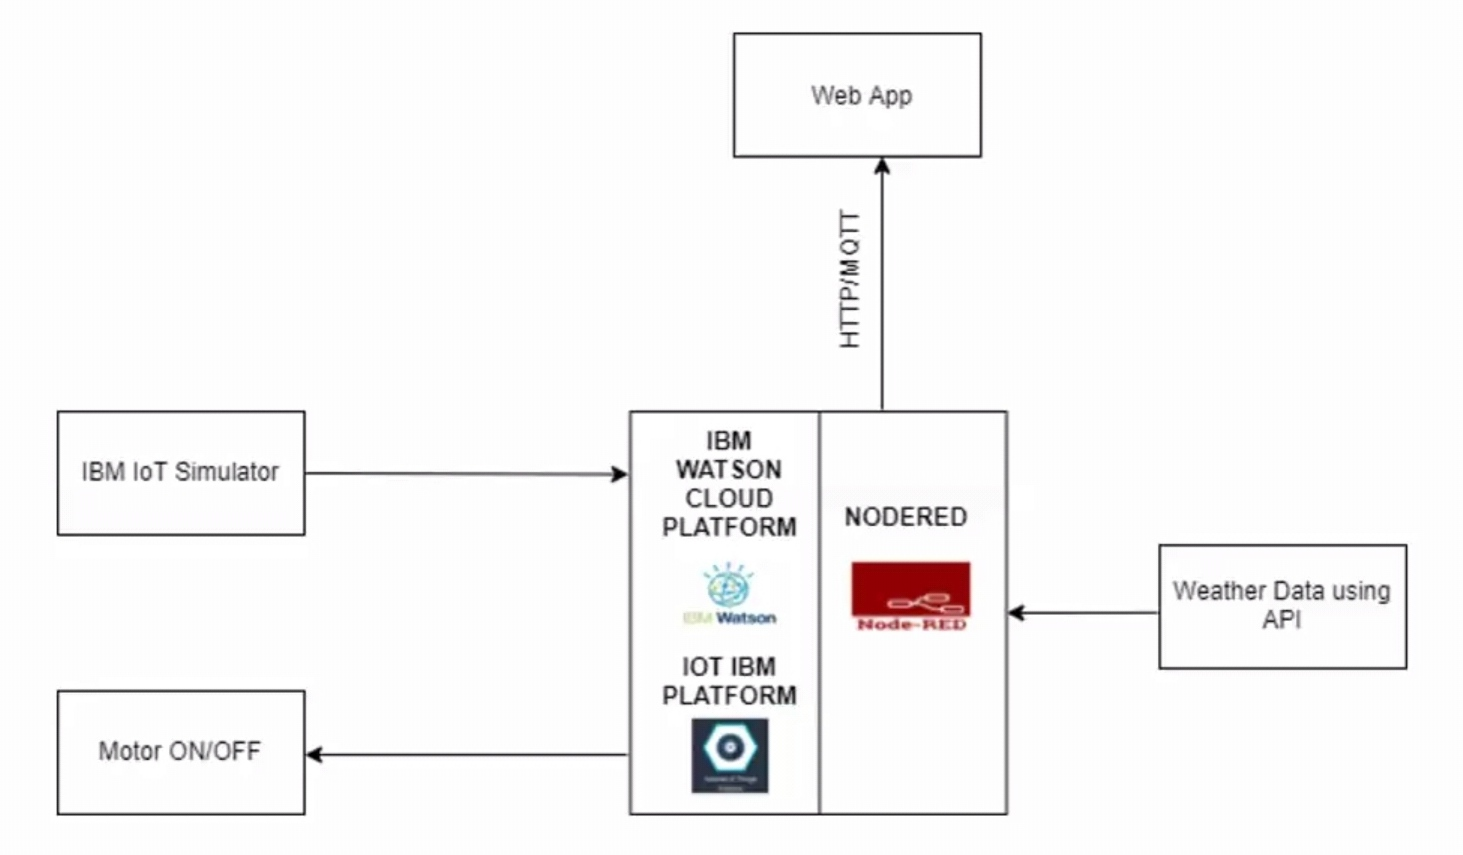 Web App
HTTP/MQTT
IBM IoT Simulator
IBM
WATSON
CLOUD
PLATFORM
IBM Watson
IOT IBM
PLATFORM
NODERED
Node-RED
Weather Data using
API
Motor ON/OFF